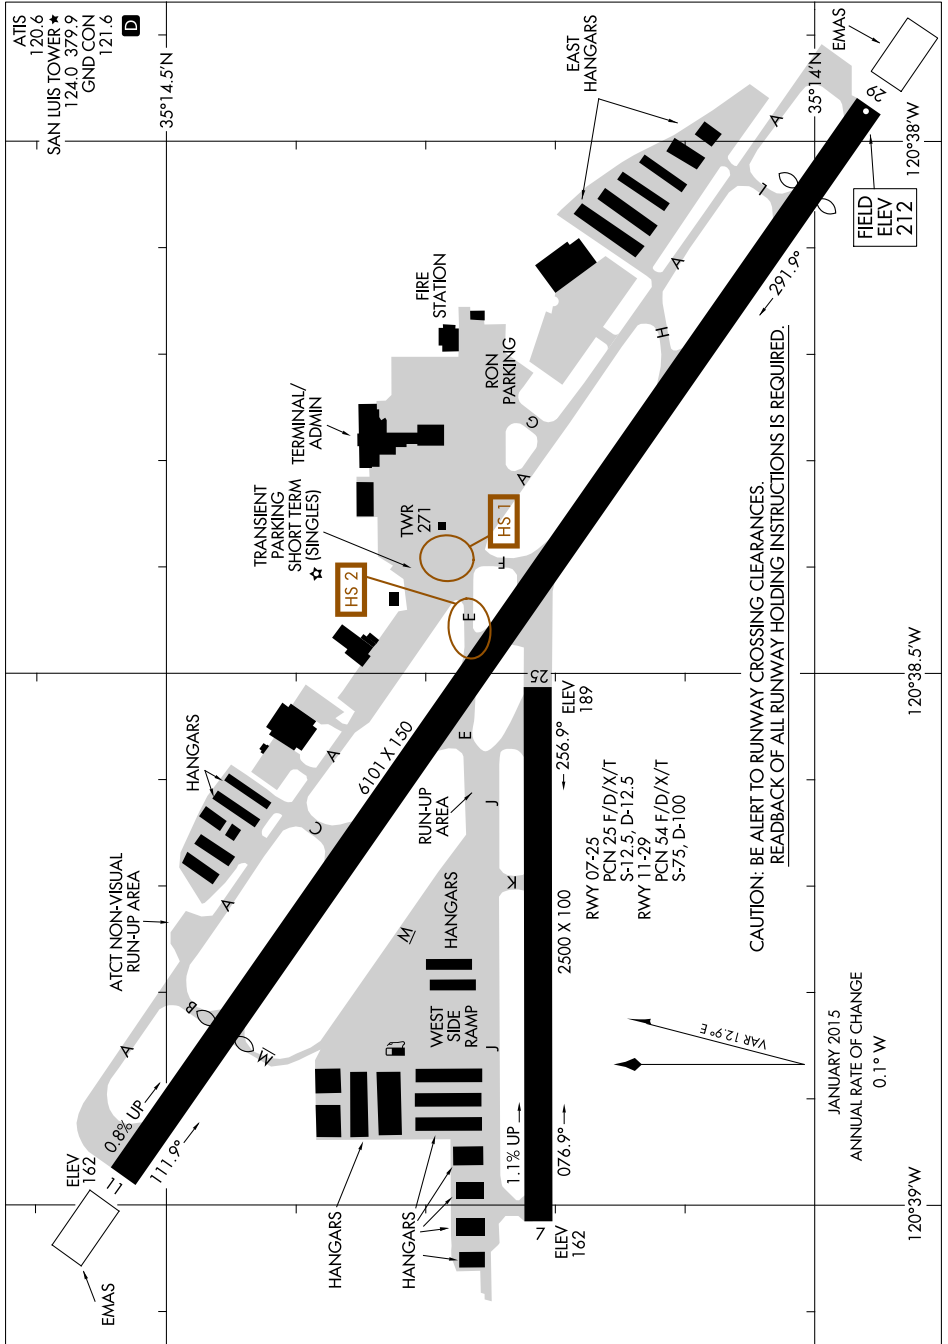 ATIS
120.6
SAN LUIS TOWER ★
124.0 379.9
GND CON
121.6
D
35°14.5'N
35°14'N
EMAS
29
EAST
HANGARS
A
120°38'W
L
FIELD
ELEV
212
A
291.9°
H
FIRE
STATION
RON
PARKING
G
A
TERMINAL/
ADMIN
TRANSIENT
PARKING
SHORT TERM
(SINGLES)
☆
TWR
271
HS 1
F
HS 2
E
CAUTION: BE ALERT TO RUNWAY CROSSING CLEARANCES.
READBACK OF ALL RUNWAY HOLDING INSTRUCTIONS IS REQUIRED.
25
ELEV
189
120°38.5'W
HANGARS
A
6101 X 150
C
E
RUN-UP
AREA
J
256.9°
RWY 07-25
PCN 25 F/D/X/T
S-12.5, D-12.5
RWY 11-29
PCN 54 F/D/X/T
S-75, D-100
ATCT NON-VISUAL
RUN-UP AREA
A
K
M
HANGARS
2500 X 100
B
A
M
WEST
SIDE
RAMP
J
VAR 12.9° E
JANUARY 2015
ANNUAL RATE OF CHANGE
0.1° W
0.8% UP
111.9°
1.1% UP
076.9°
ELEV
162
11
HANGARS
HANGARS
7
ELEV
162
120°39'W
EMAS